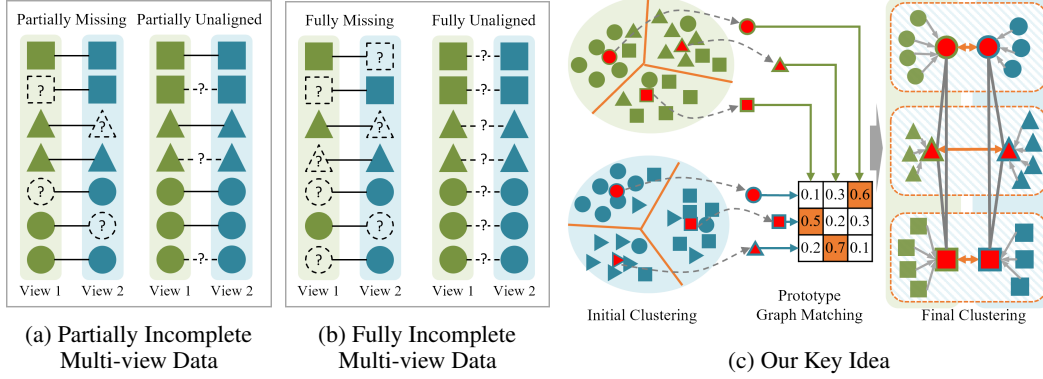 Partially Missing Partially Unaligned
?
?
?
?
?
?
?
View 1 View 2 View 1 View 2
(a) Partially Incomplete
Multi-view Data
Fully Missing Fully Unaligned
? ?
? ?
? ?
? ?
? ?
? ?
? ?
View 1 View 2 View 1 View 2
(b) Fully Incomplete
Multi-view Data
0.1 0.3 0.6
0.5 0.2 0.3
0.2 0.7 0.1
Initial Clustering
Prototype
Graph Matching
Final Clustering
(c) Our Key Idea